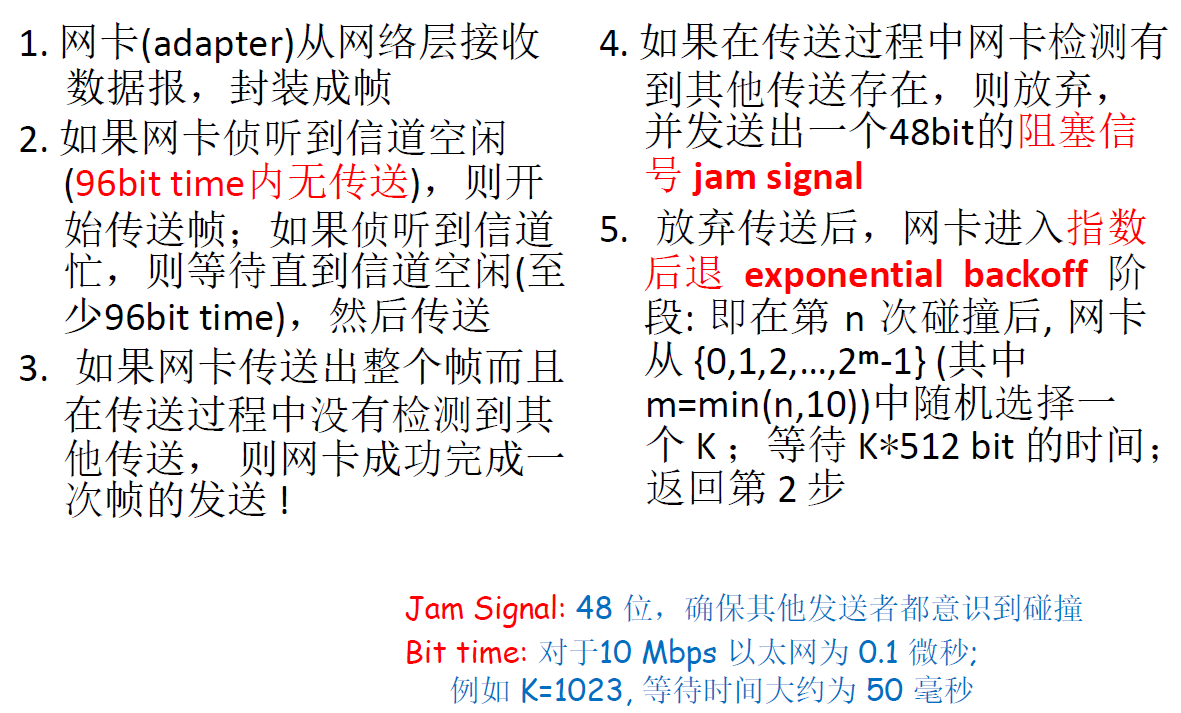 1. 网卡(adapter)从网络层接收
数据报，封装成帧
2. 如果网卡侦听到信道空闲
(96bit time内无传送)，则开
始传送帧；如果侦听到信道
忙，则等待直到信道空闲(至
少96bit time)，然后传送
3. 如果网卡传送出整个帧而且
在传送过程中没有检测到其
他传送， 则网卡成功完成一
次帧的发送 !
4. 如果在传送过程中网卡检测有
到其他传送存在，则放弃，
并发送出一个48bit的阻塞信
号 jam signal
5. 放弃传送后，网卡进入指数
后退 exponential backoff 阶
段: 即在第 n 次碰撞后, 网卡
从 {0,1,2,…,2ᵐ-1} (其中
m=min(n,10))中随机选择一
个 K ；等待 K*512 bit 的时间；
返回第 2 步
Jam Signal: 48 位，确保其他发送者都意识到碰撞
Bit time: 对于10 Mbps 以太网为 0.1 微秒;
例如 K=1023, 等待时间大约为 50 毫秒